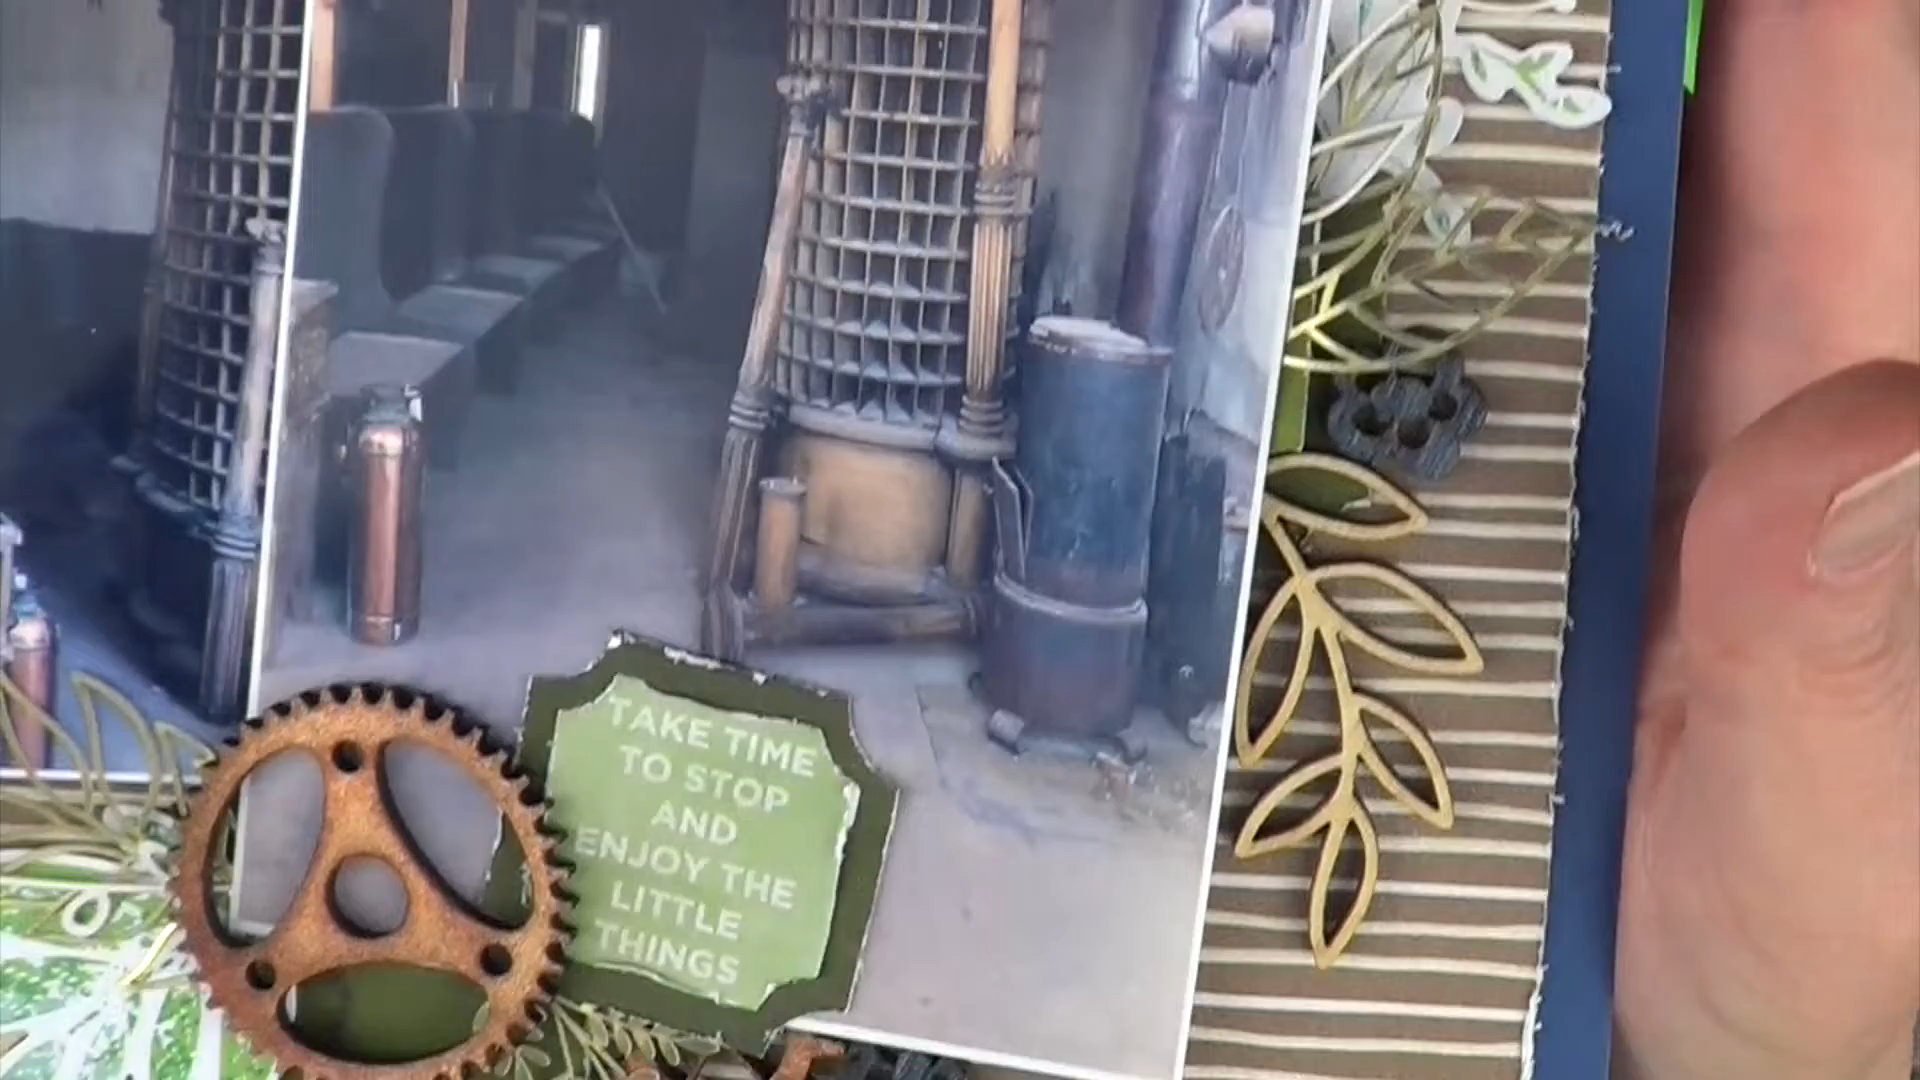 TAKE TIME
TO STOP
AND
ENJOY THE
LITTLE
THINGS